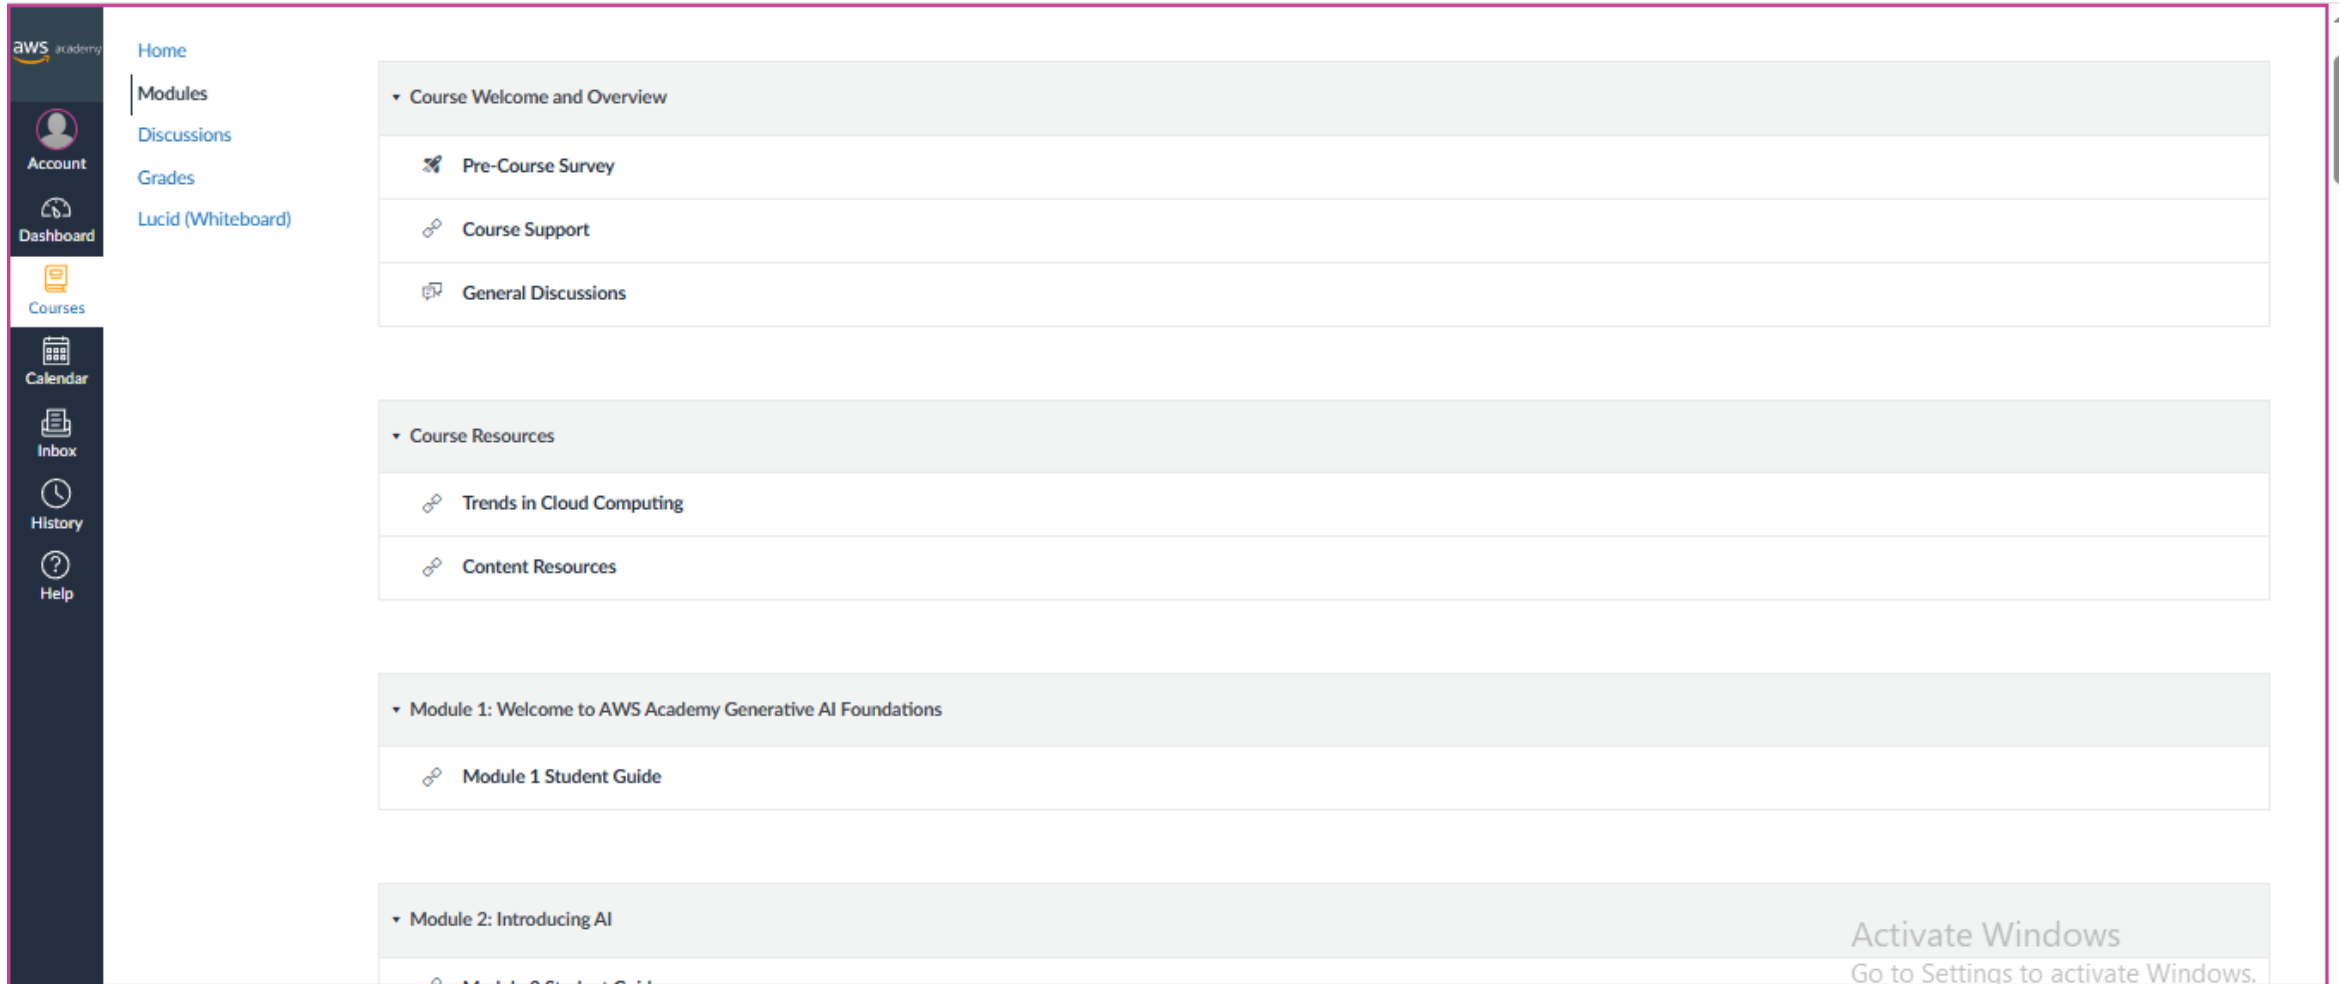 aws academy
Account
Dashboard
Courses
Calendar
Inbox
History
Help
Home
Modules
Discussions
Grades
Lucid (Whiteboard)
Course Welcome and Overview
Pre-Course Survey
Course Support
General Discussions
Course Resources
Trends in Cloud Computing
Content Resources
Module 1: Welcome to AWS Academy Generative AI Foundations
Module 1 Student Guide
Module 2: Introducing AI
Activate Windows
Go to Settings to activate Windows.